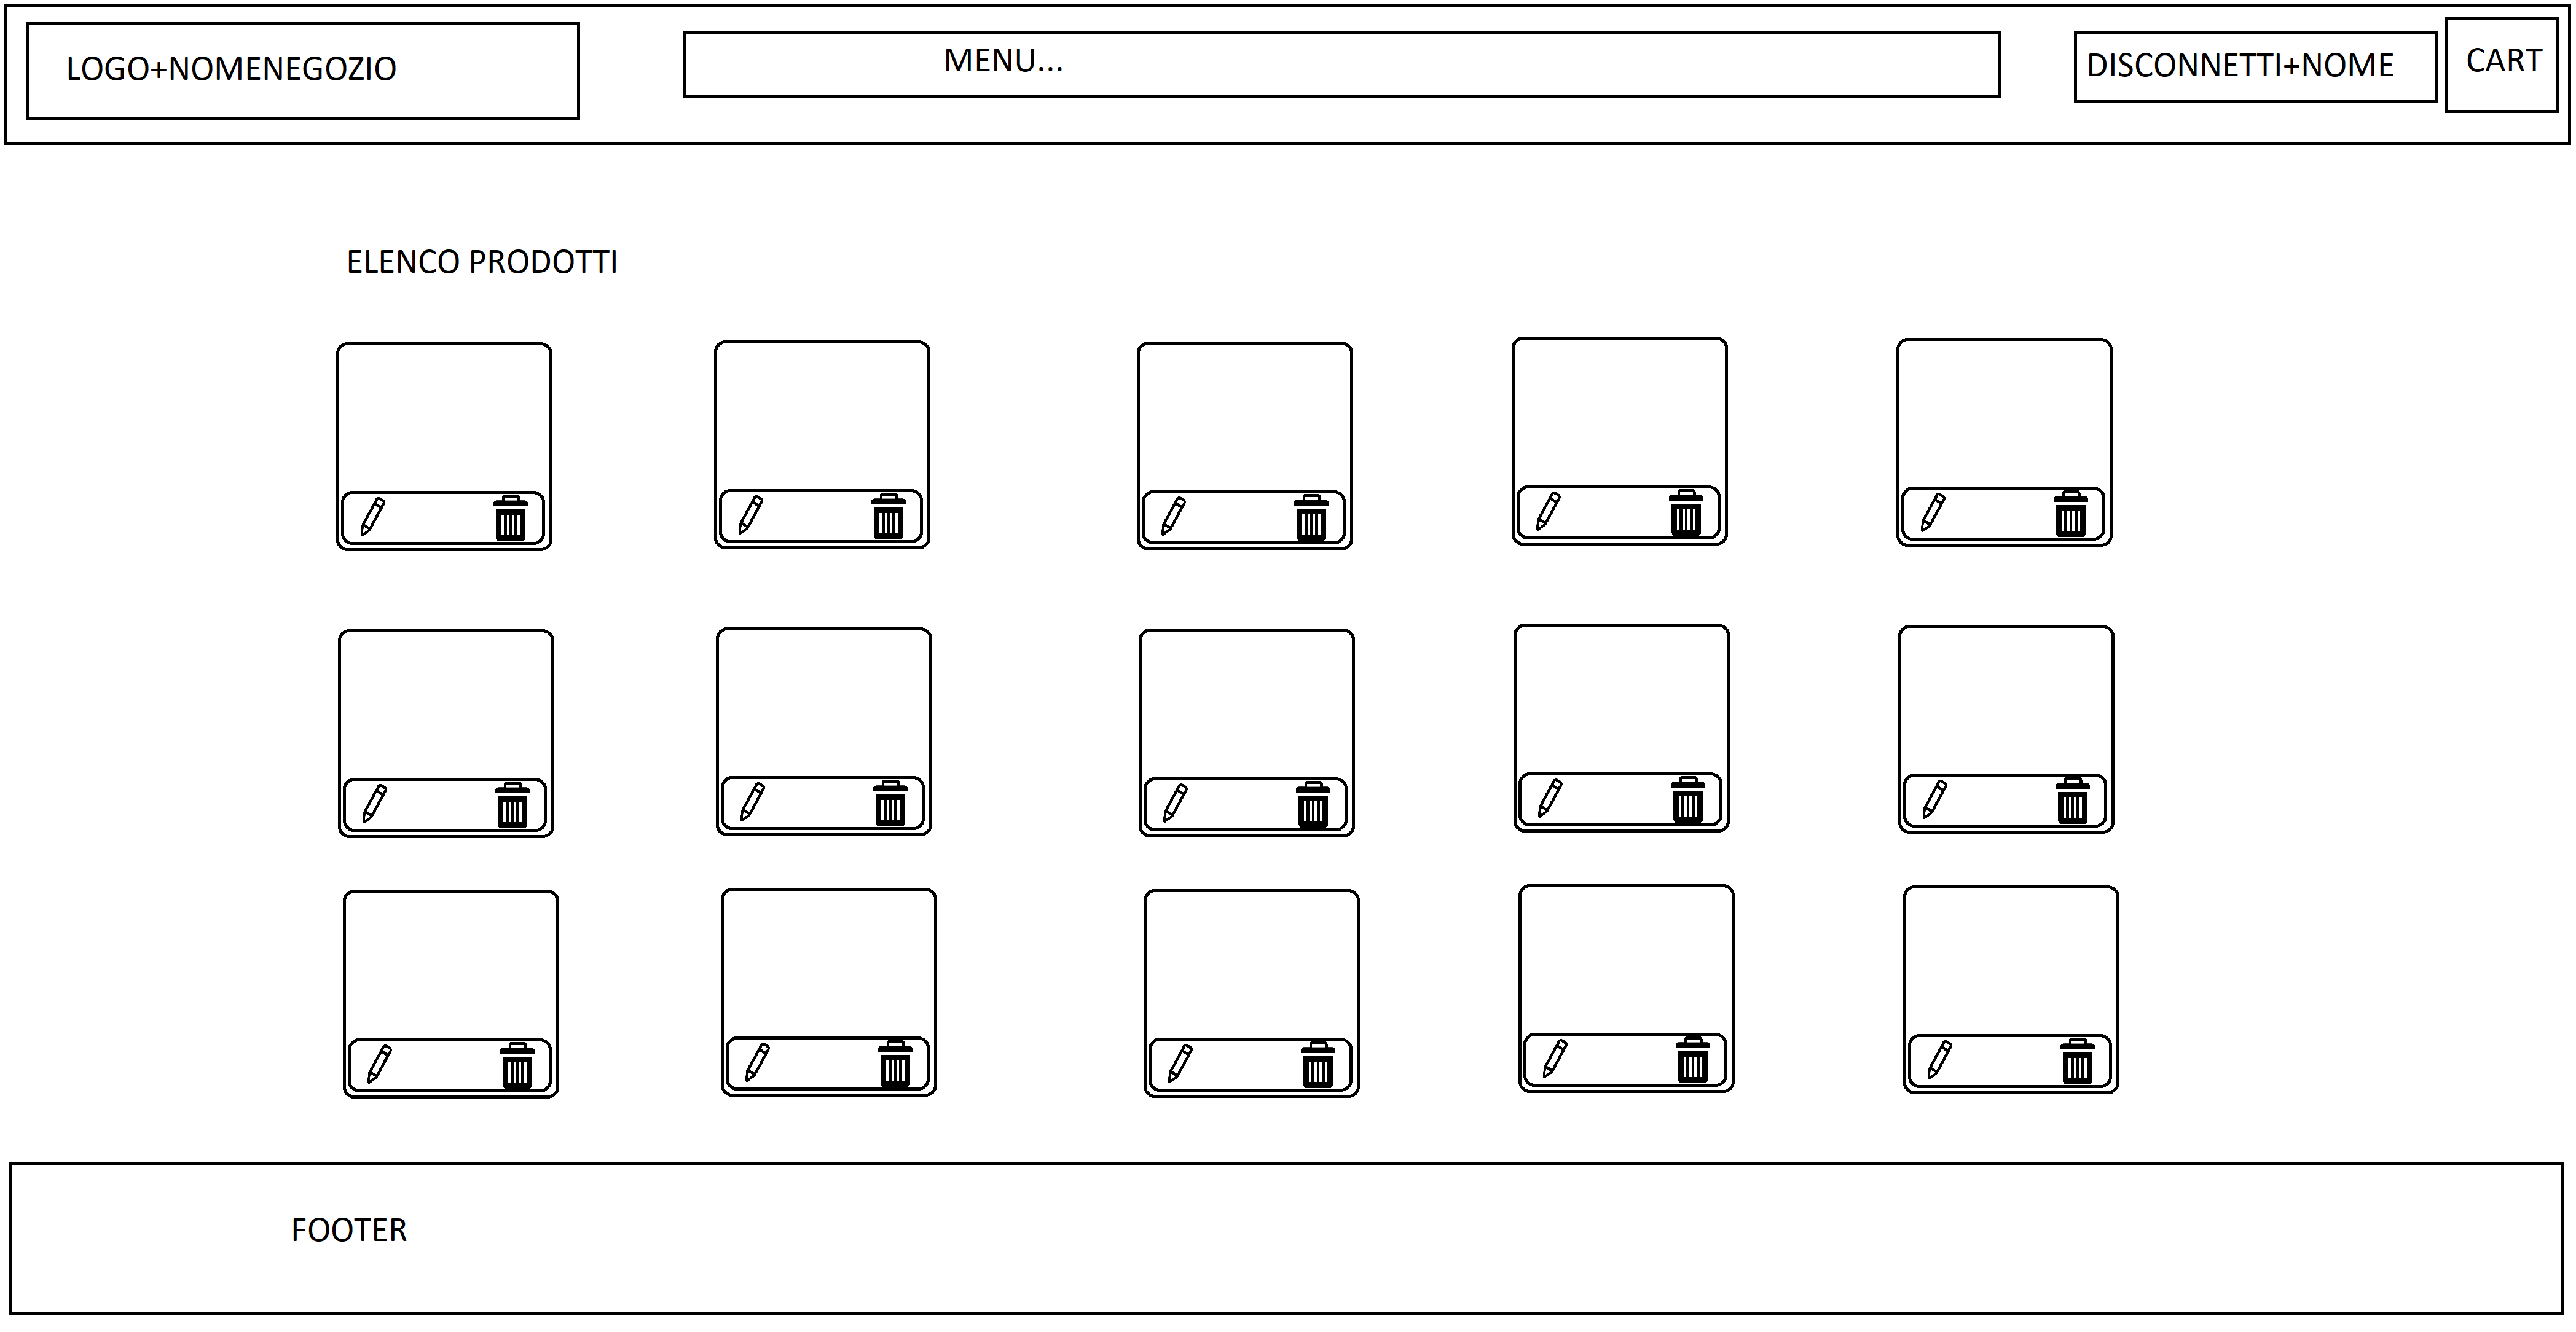 LOGO+NOMENEGOZIO
MENU...
DISCONNETTI+NOME
CART
ELENCO PRODOTTI
FOOTER